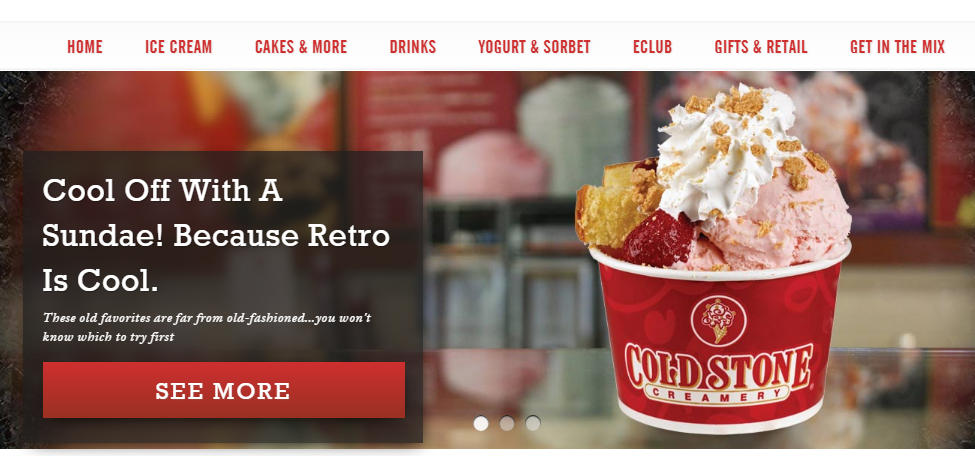 HOME ICE CREAM CAKES & MORE DRINKS YOGURT & SORBET ECLUB GIFTS & RETAIL GET IN THE MIX
Cool Off With A
Sundae! Because Retro
Is Cool.
These old favorites are far from old-fashioned...you won't
know which to try first
SEE MORE
COLD STONE
CREAMERY